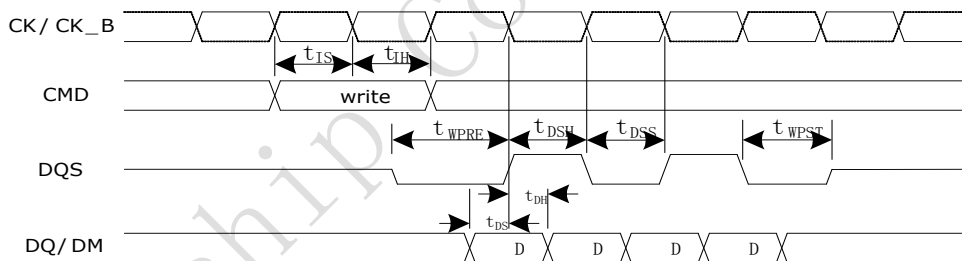 CK/ CK_B
tIS tIH
CMD write
tWPRE tDSH tDSS tWPST
DQS
tDH
tDS
DQ/ DM D D D D